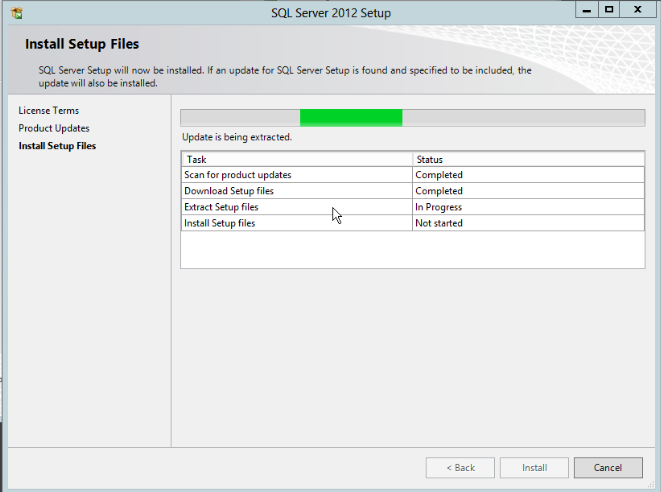 SQL Server 2012 Setup
Install Setup Files
SQL Server Setup will now be installed. If an update for SQL Server Setup is found and specified to be included, the
update will also be installed.
License Terms
Product Updates
Install Setup Files
Update is being extracted.
Task Status
Scan for product updates Completed
Download Setup files Completed
Extract Setup files In Progress
Install Setup files Not started
< Back Install Cancel